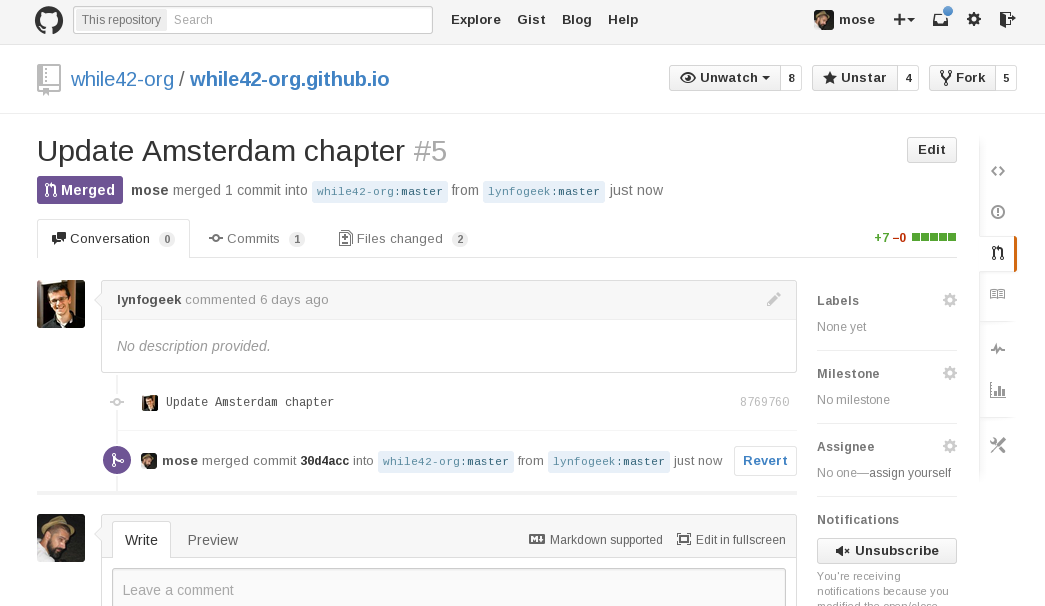 This repository Search Explore Gist Blog Help mose
while42-org / while42-org.github.io Unwatch 8 Unstar 4 Fork 5
Update Amsterdam chapter #5 Edit
Merged mose merged 1 commit into while42-org:master from lynfogeek:master just now
Conversation 0 Commits 1 Files changed 2 +7 −0
lynfogeek commented 6 days ago
No description provided.
Update Amsterdam chapter 8769760
mose merged commit 30d4acc into while42-org:master from lynfogeek:master just now Revert
Write Preview Markdown supported Edit in fullscreen
Leave a comment
Labels
None yet
Milestone
No milestone
Assignee
No one—assign yourself
Notifications
Unsubscribe
You're receiving
notifications because you
modified the open/close